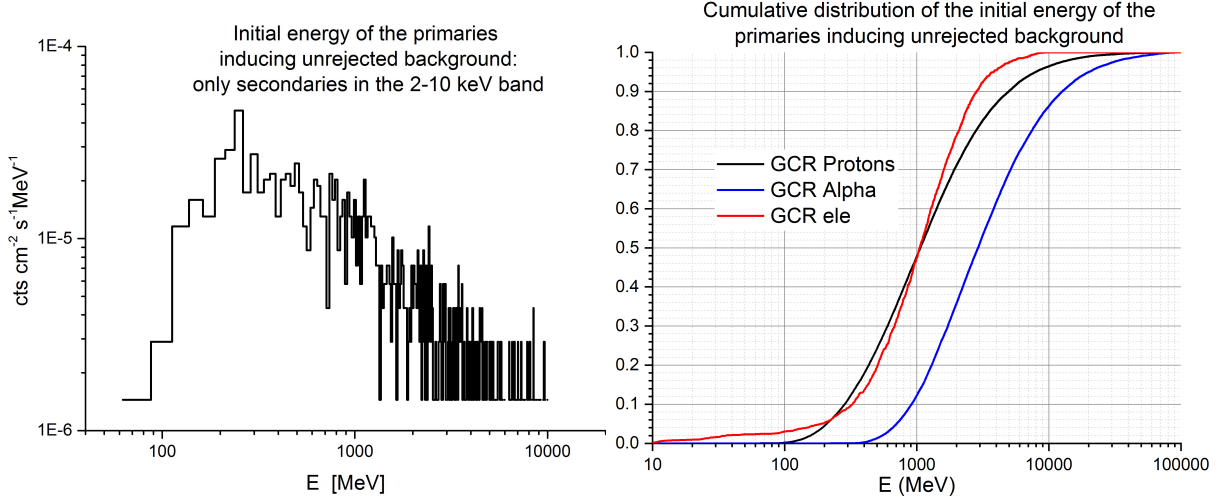 Initial energy of the primaries
inducing unrejected background:
only secondaries in the 2-10 keV band
1E-4
1E-5
1E-6
cts cm-2 s-1MeV-1
100
1000
10000
E [MeV]
Cumulative distribution of the initial energy of the
primaries inducing unrejected background
1.0
0.9
0.8
0.7
0.6
0.5
0.4
0.3
0.2
0.1
0.0
GCR Protons
GCR Alpha
GCR ele
10
100
1000
10000
100000
E (MeV)